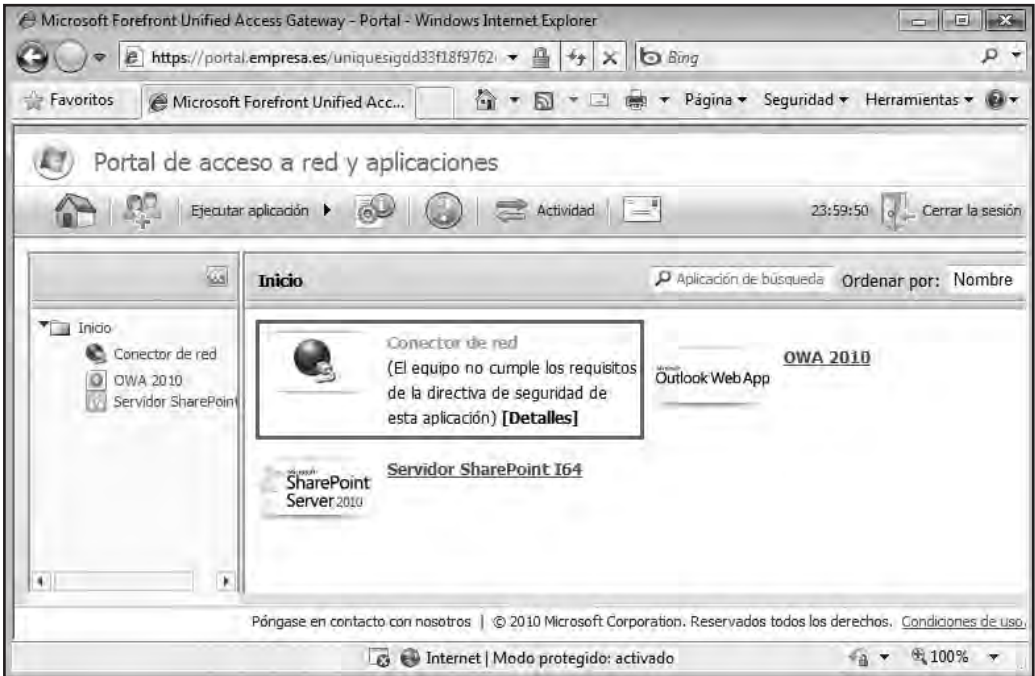 Microsoft Forefront Unified Access Gateway - Portal - Windows Internet Explorer
https://portal.empresa.es/uniquesigdd33f18f9762
Bing
Favoritos
Microsoft Forefront Unified Acc...
Página
Seguridad
Herramientas
Portal de acceso a red y aplicaciones
Ejecutar aplicación
Actividad
23:59:50
Cerrar la sesión
Inicio
Conector de red
OWA 2010
Servidor SharePoint
Inicio
Aplicación de búsqueda
Ordenar por: Nombre
Conector de red
(El equipo no cumple los requisitos
de la directiva de seguridad de
esta aplicación) [Detalles]
Outlook Web App
OWA 2010
SharePoint
Server 2010
Servidor SharePoint I64
Póngase en contacto con nosotros | © 2010 Microsoft Corporation. Reservados todos los derechos. Condiciones de uso.
Internet | Modo protegido: activado
100%